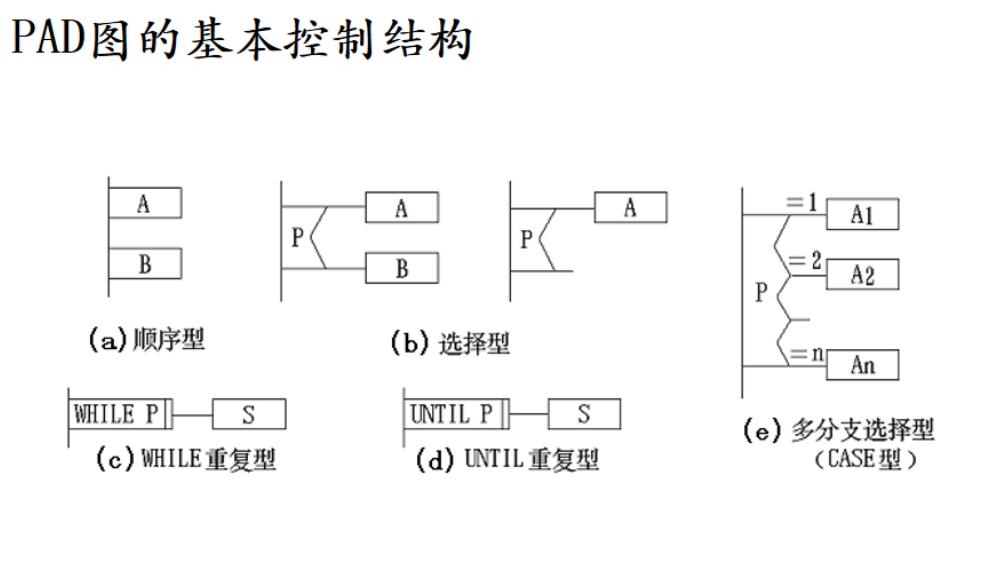 PAD图的基本控制结构
A
B
(a)顺序型
P
A
B
P
A
(b)选择型
WHILE P
S
(c)WHILE重复型
UNTIL P
S
(d)UNTIL重复型
P
=1
A1
=2
A2
=n
An
(e)多分支选择型
（CASE型）